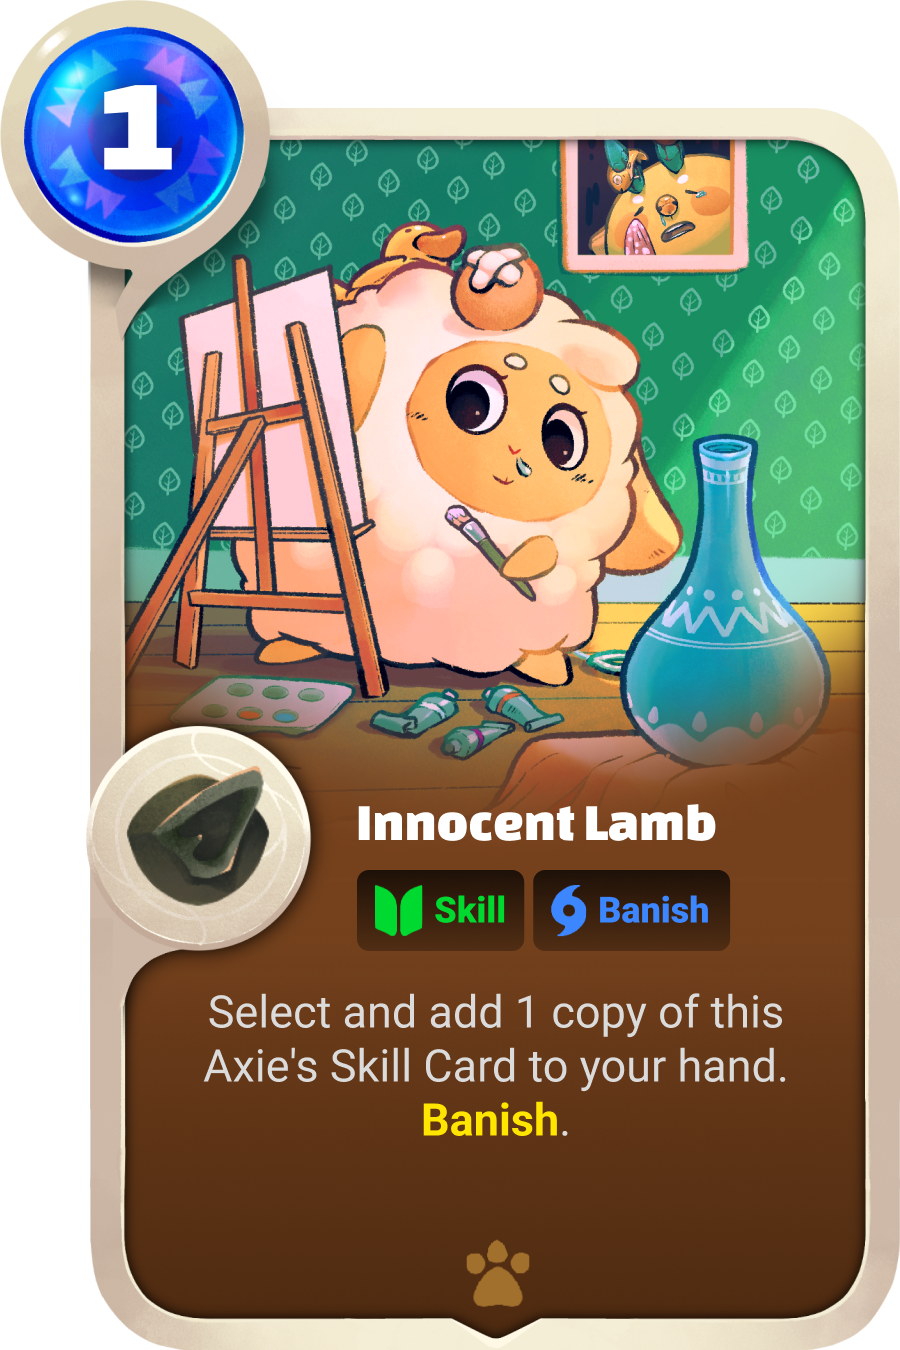 1
Innocent Lamb
Skill
Banish
Select and add 1 copy of this
Axie's Skill Card to your hand.
Banish.